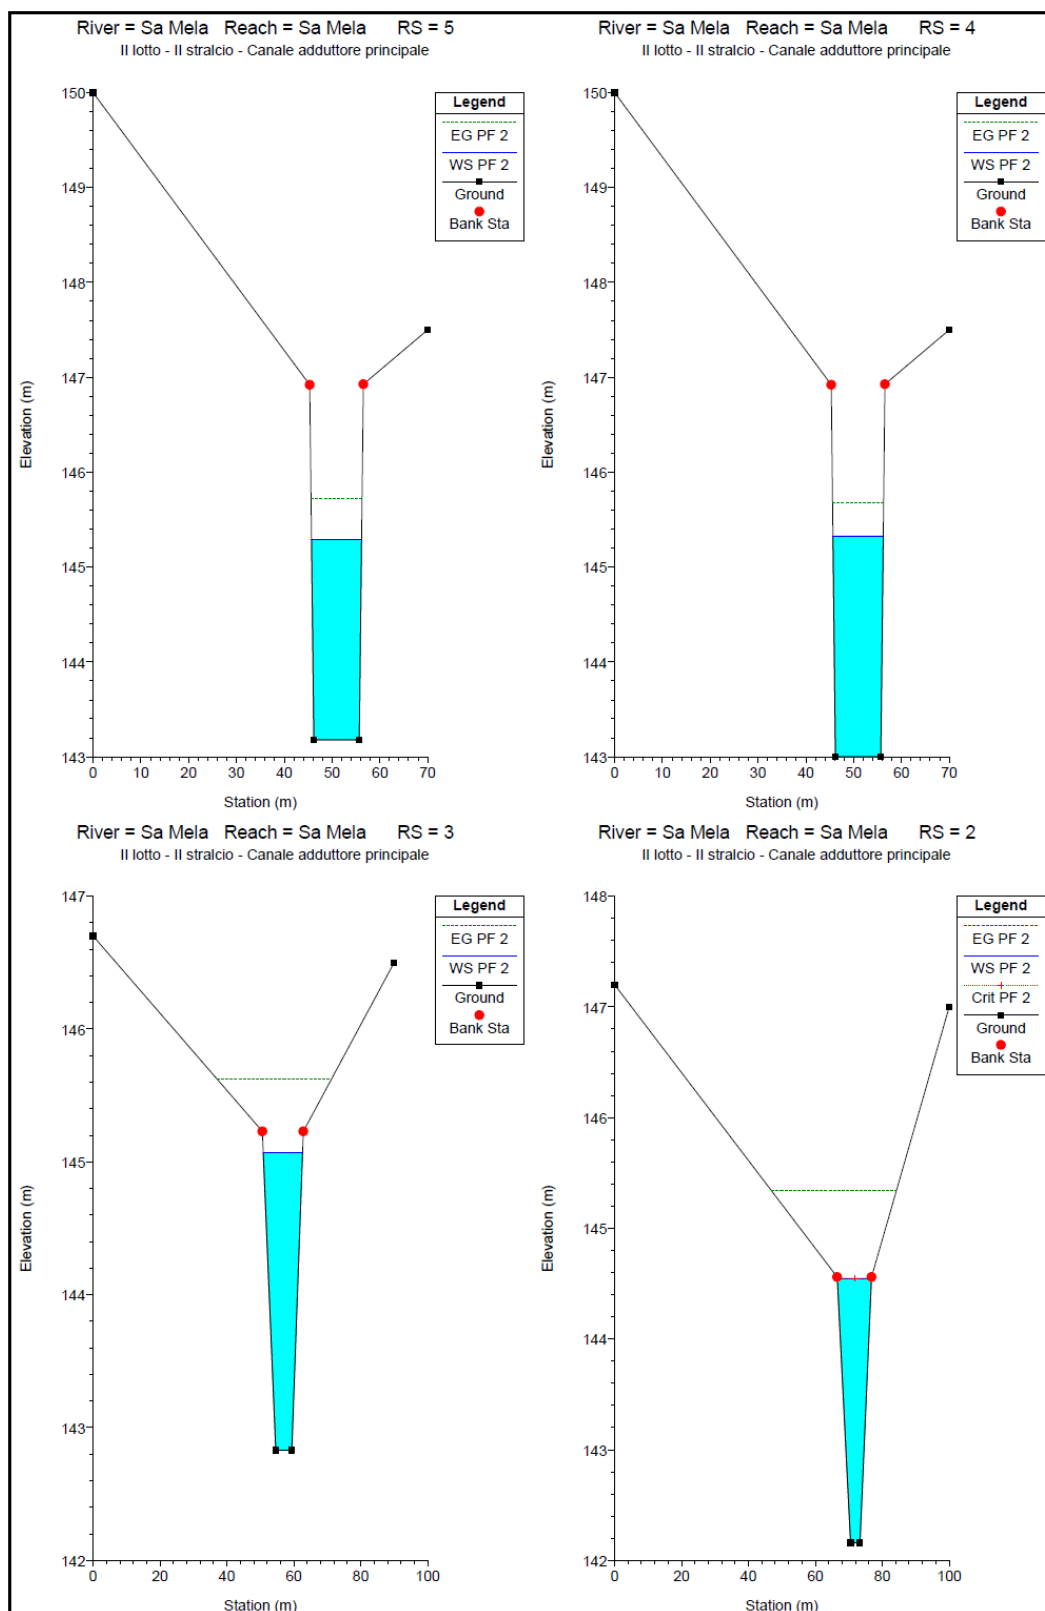 River = Sa Mela Reach = Sa Mela RS = 5
II lotto - II stralcio - Canale adduttore principale
150
149
148
147
146
145
144
143
Elevation (m)
0 10 20 30 40 50 60 70
Station (m)
Legend
EG PF 2
WS PF 2
Ground
Bank Sta
River = Sa Mela Reach = Sa Mela RS = 4
II lotto - II stralcio - Canale adduttore principale
150
149
148
147
146
145
144
143
Elevation (m)
0 10 20 30 40 50 60 70
Station (m)
Legend
EG PF 2
WS PF 2
Ground
Bank Sta
River = Sa Mela Reach = Sa Mela RS = 3
II lotto - II stralcio - Canale adduttore principale
147
146
145
144
143
142
Elevation (m)
0 20 40 60 80 100
Station (m)
Legend
EG PF 2
WS PF 2
Ground
Bank Sta
River = Sa Mela Reach = Sa Mela RS = 2
II lotto - II stralcio - Canale adduttore principale
148
147
146
145
144
143
142
Elevation (m)
0 20 40 60 80 100
Station (m)
Legend
EG PF 2
WS PF 2
Crit PF 2
Ground
Bank Sta